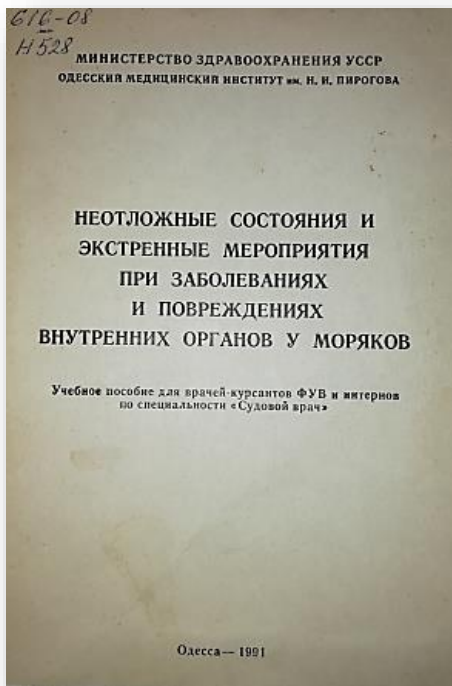 616-08
Н528
МИНИСТЕРСТВО ЗДРАВООХРАНЕНИЯ УССР
ОДЕССКИЙ МЕДИЦИНСКИЙ ИНСТИТУТ им. Н. И. ПИРОГОВА
НЕОТЛОЖНЫЕ СОСТОЯНИЯ И
ЭКСТРЕННЫЕ МЕРОПРИЯТИЯ
ПРИ ЗАБОЛЕВАНИЯХ
И ПОВРЕЖДЕНИЯХ
ВНУТРЕННИХ ОРГАНОВ У МОРЯКОВ
Учебное пособие для врачей-курсантов ФУВ и интернов
по специальности «Судовой врач»
Одесса — 1991